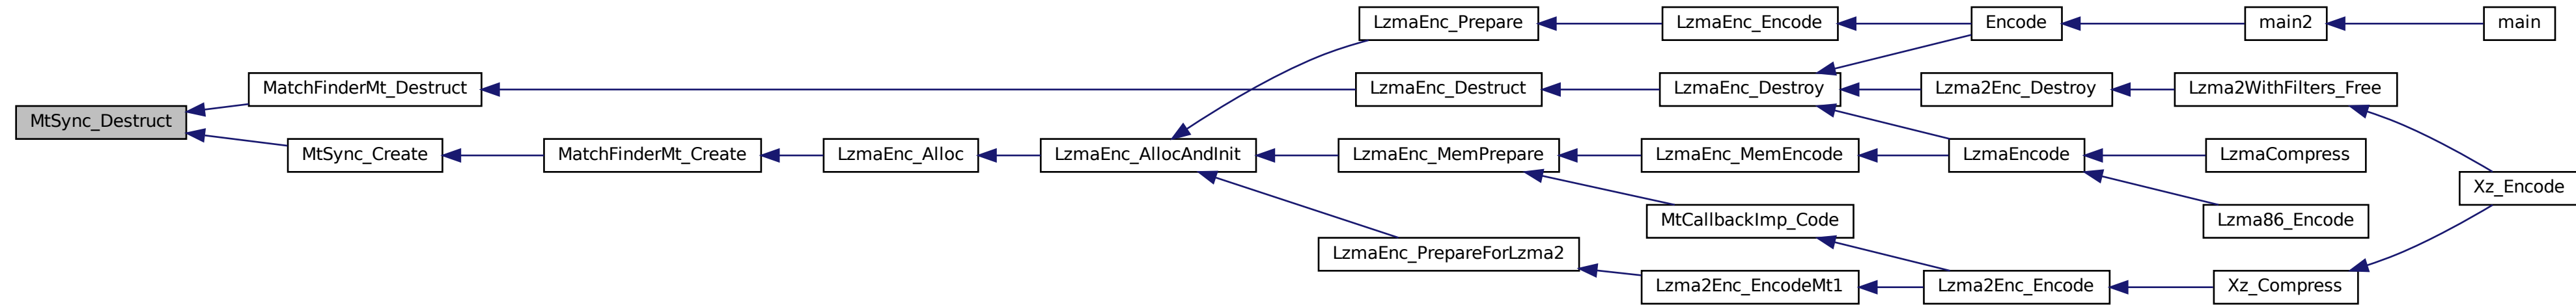 LzmaEnc_Prepare
LzmaEnc_Encode
Encode
main2
main
MatchFinderMt_Destruct
LzmaEnc_Destruct
LzmaEnc_Destroy
Lzma2Enc_Destroy
Lzma2WithFilters_Free
MtSync_Destruct
MtSync_Create
MatchFinderMt_Create
LzmaEnc_Alloc
LzmaEnc_AllocAndInit
LzmaEnc_MemPrepare
LzmaEnc_MemEncode
LzmaEncode
LzmaCompress
Xz_Encode
MtCallbackImp_Code
Lzma86_Encode
LzmaEnc_PrepareForLzma2
Lzma2Enc_EncodeMt1
Lzma2Enc_Encode
Xz_Compress